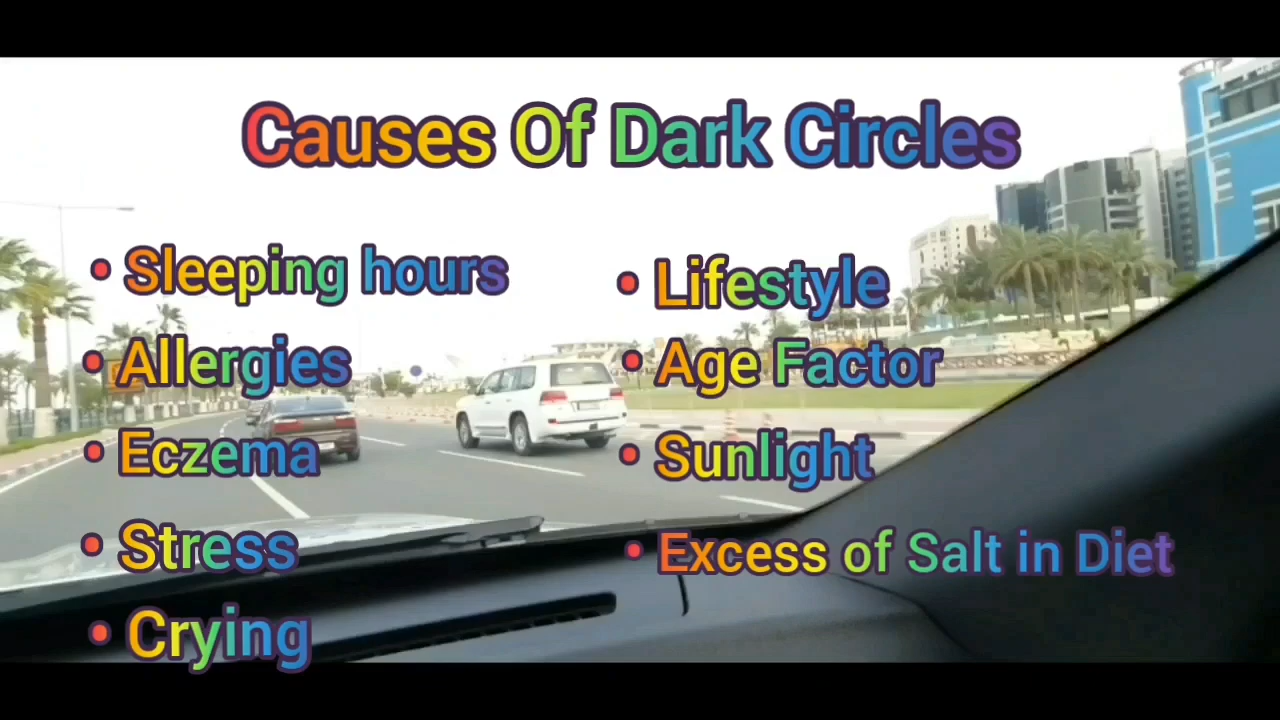 Causes Of Dark Circles
• Sleeping hours
• Allergies
• Eczema
• Stress
• Crying
• Lifestyle
• Age Factor
• Sunlight
• Excess of Salt in Diet